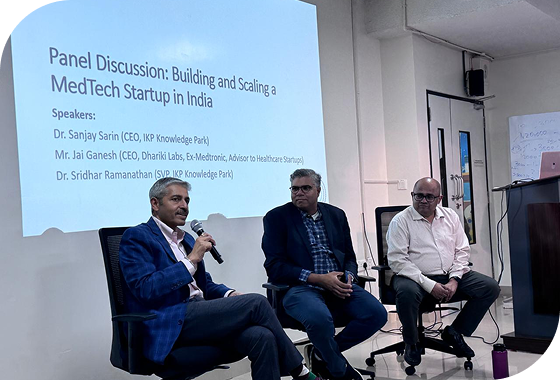 Panel Discussion: Building and Scaling a
MedTech Startup in India
Speakers:
Dr. Sanjay Sarin (CEO, IKP Knowledge Park)
Mr. Jai Ganesh (CEO, Dhariki Labs, Ex-Medtronic, Advisor to Healthcare Startups)
Dr. Sridhar Ramanathan (SVP, IKP Knowledge Park)